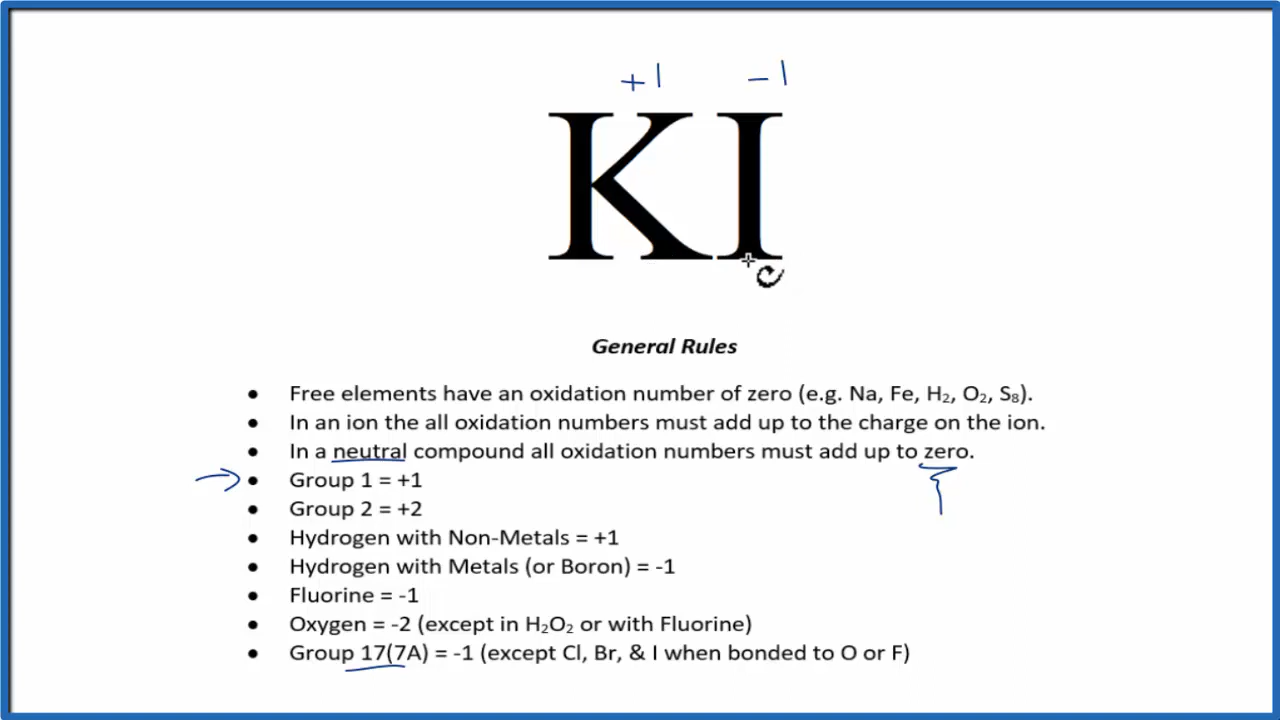 +1 -1
KI
General Rules
• Free elements have an oxidation number of zero (e.g. Na, Fe, H₂, O₂, S₈).
• In an ion the all oxidation numbers must add up to the charge on the ion.
• In a neutral compound all oxidation numbers must add up to zero.
• Group 1 = +1
• Group 2 = +2
• Hydrogen with Non-Metals = +1
• Hydrogen with Metals (or Boron) = -1
• Fluorine = -1
• Oxygen = -2 (except in H₂O₂ or with Fluorine)
• Group 17(7A) = -1 (except Cl, Br, & I when bonded to O or F)